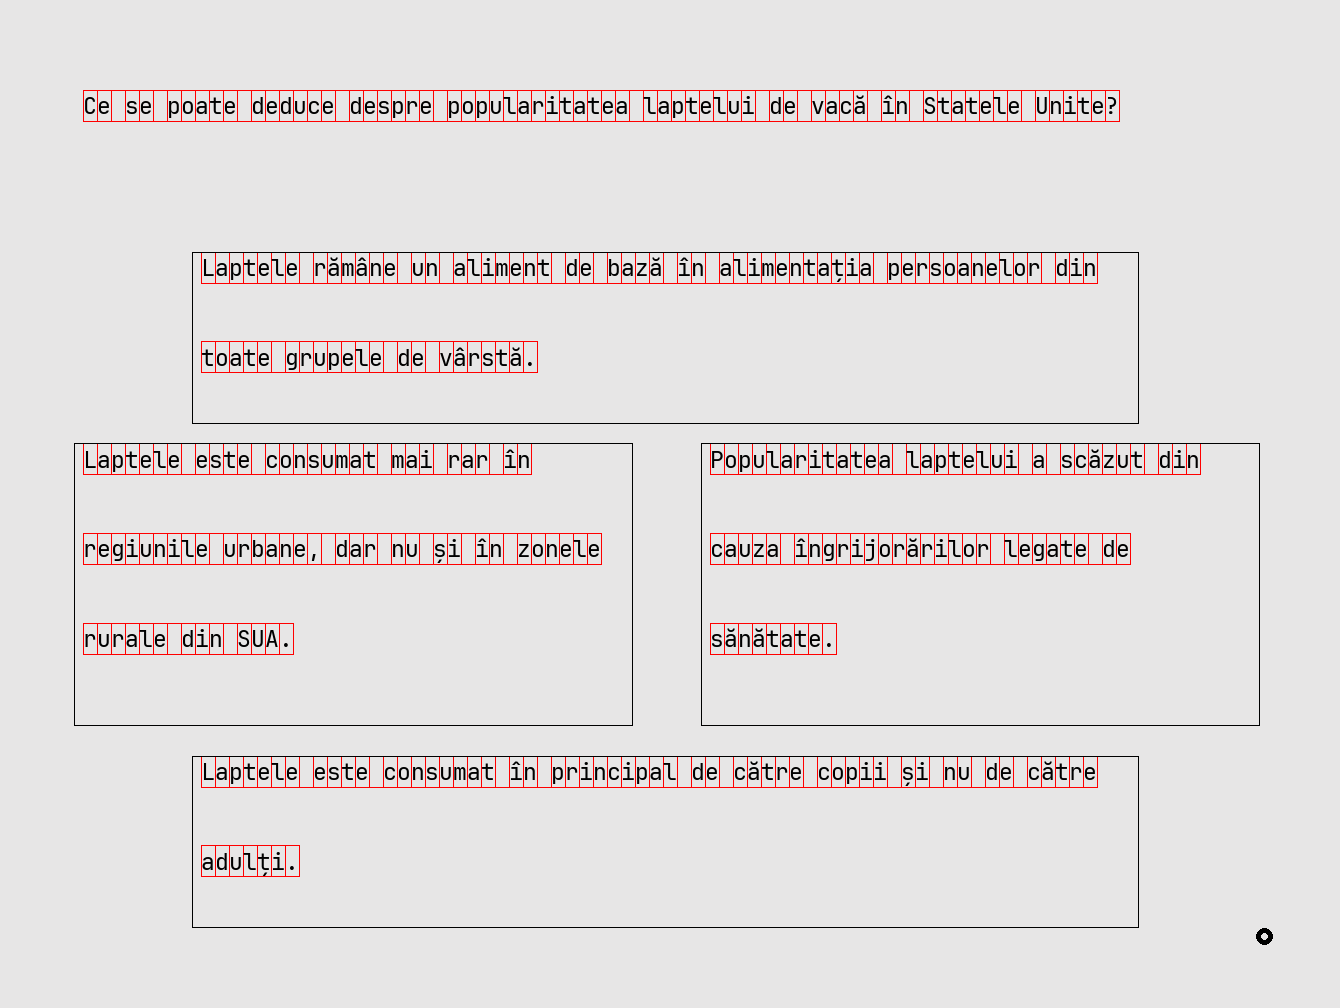 Ce se poate deduce despre popularitatea laptelui de vacă în Statele Unite?
Laptele rămâne un aliment de bază în alimentația persoanelor din
toate grupele de vârstă.
Laptele este consumat mai rar în
regiunile urbane, dar nu și în zonele
rurale din SUA.
Popularitatea laptelui a scăzut din
cauza îngrijorărilor legate de
sănătate.
Laptele este consumat în principal de către copii și nu de către
adulți.